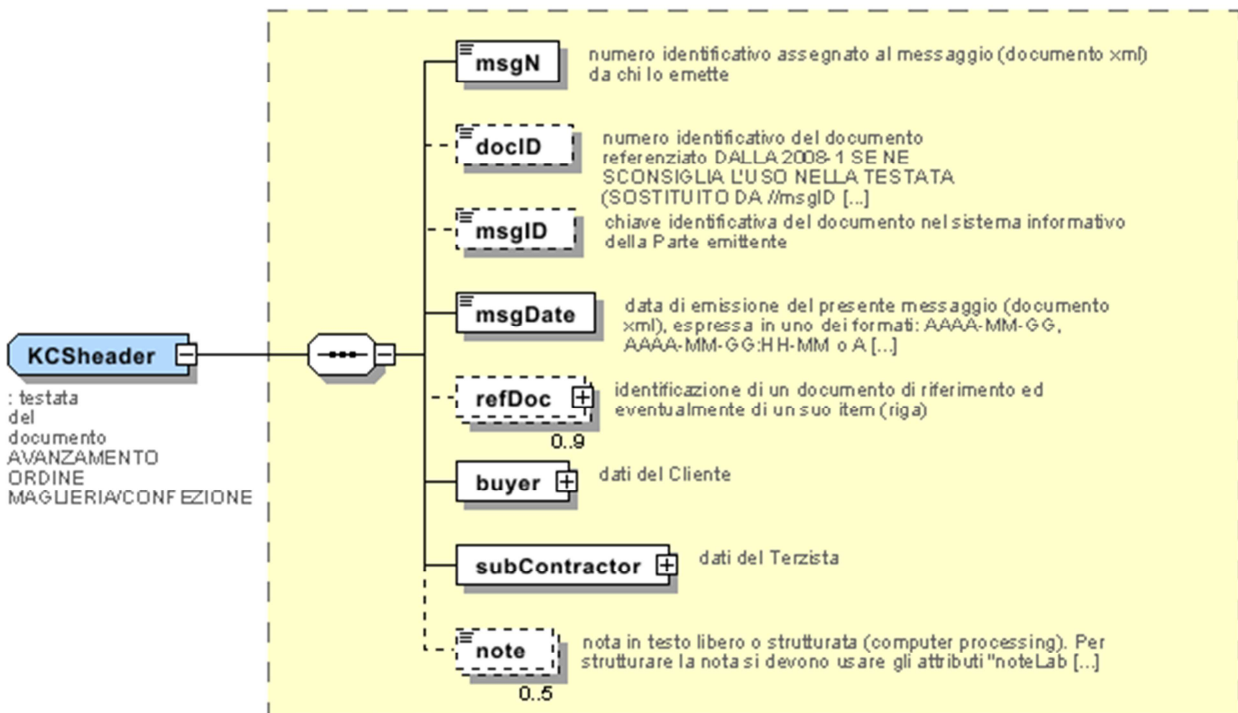 msgN
numero identificativo assegnato al messaggio (documento xml)
da chi lo emette
docID
numero identificativo del documento
referenziato DALLA 2008-1 SE NE
SCONSIGLIA L'USO NELLA TESTATA
(SOSTITUITO DA //msgID [...]
msgID
chiave identificativa del documento nel sistema informativo
della Parte emittente
msgDate
data di emissione del presente messaggio (documento
xml), espressa in uno dei formati: AAAA-MM-GG,
AAAA-MM-GG:HH-MM o A [...]
KCSheader
: testata
del
documento
AVANZAMENTO
ORDINE
MAGLIERIA/CONFEZIONE
refDoc
0..9
identificazione di un documento di riferimento ed
eventualmente di un suo item (riga)
buyer
dati del Cliente
subContractor
dati del Terzista
note
0..5
nota in testo libero o strutturata (computer processing). Per
strutturare la nota si devono usare gli attributi "noteLab [...]